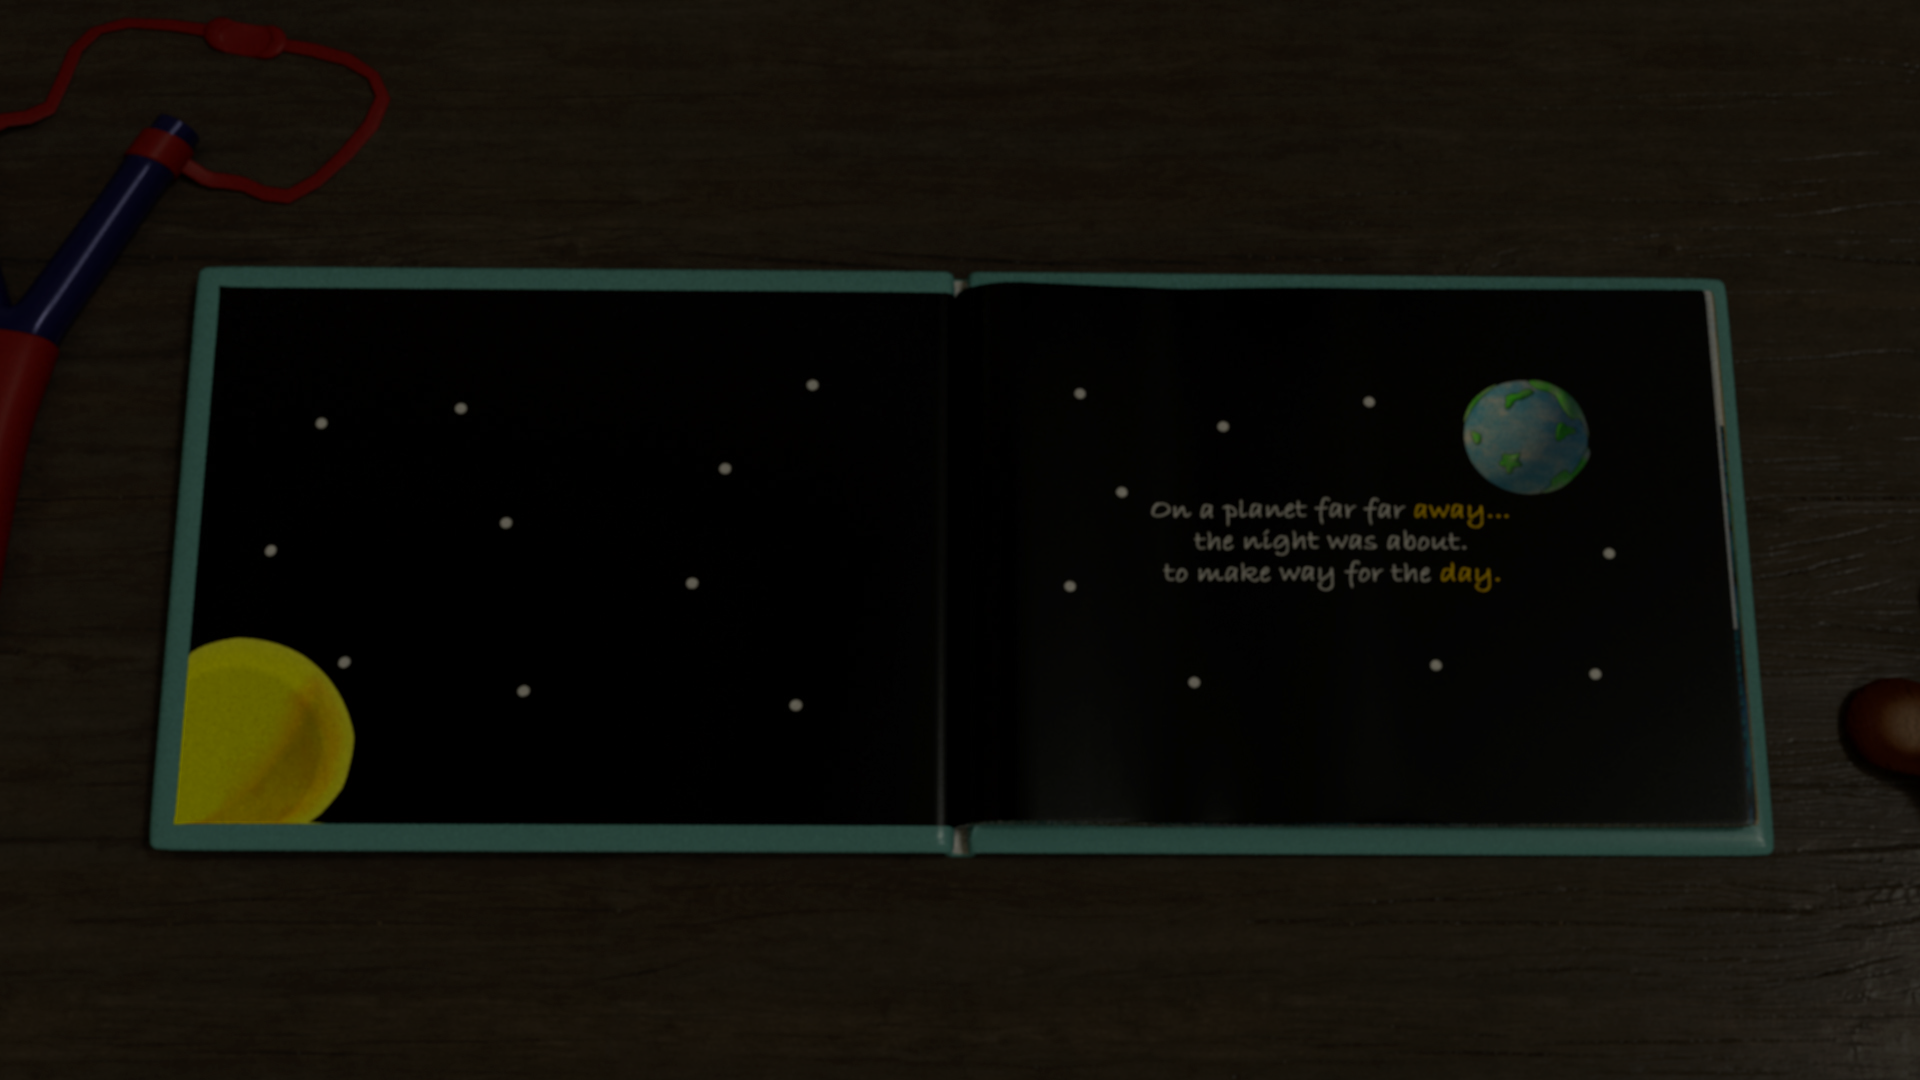 On a planet far far away...
the night was about.
to make way for the day.